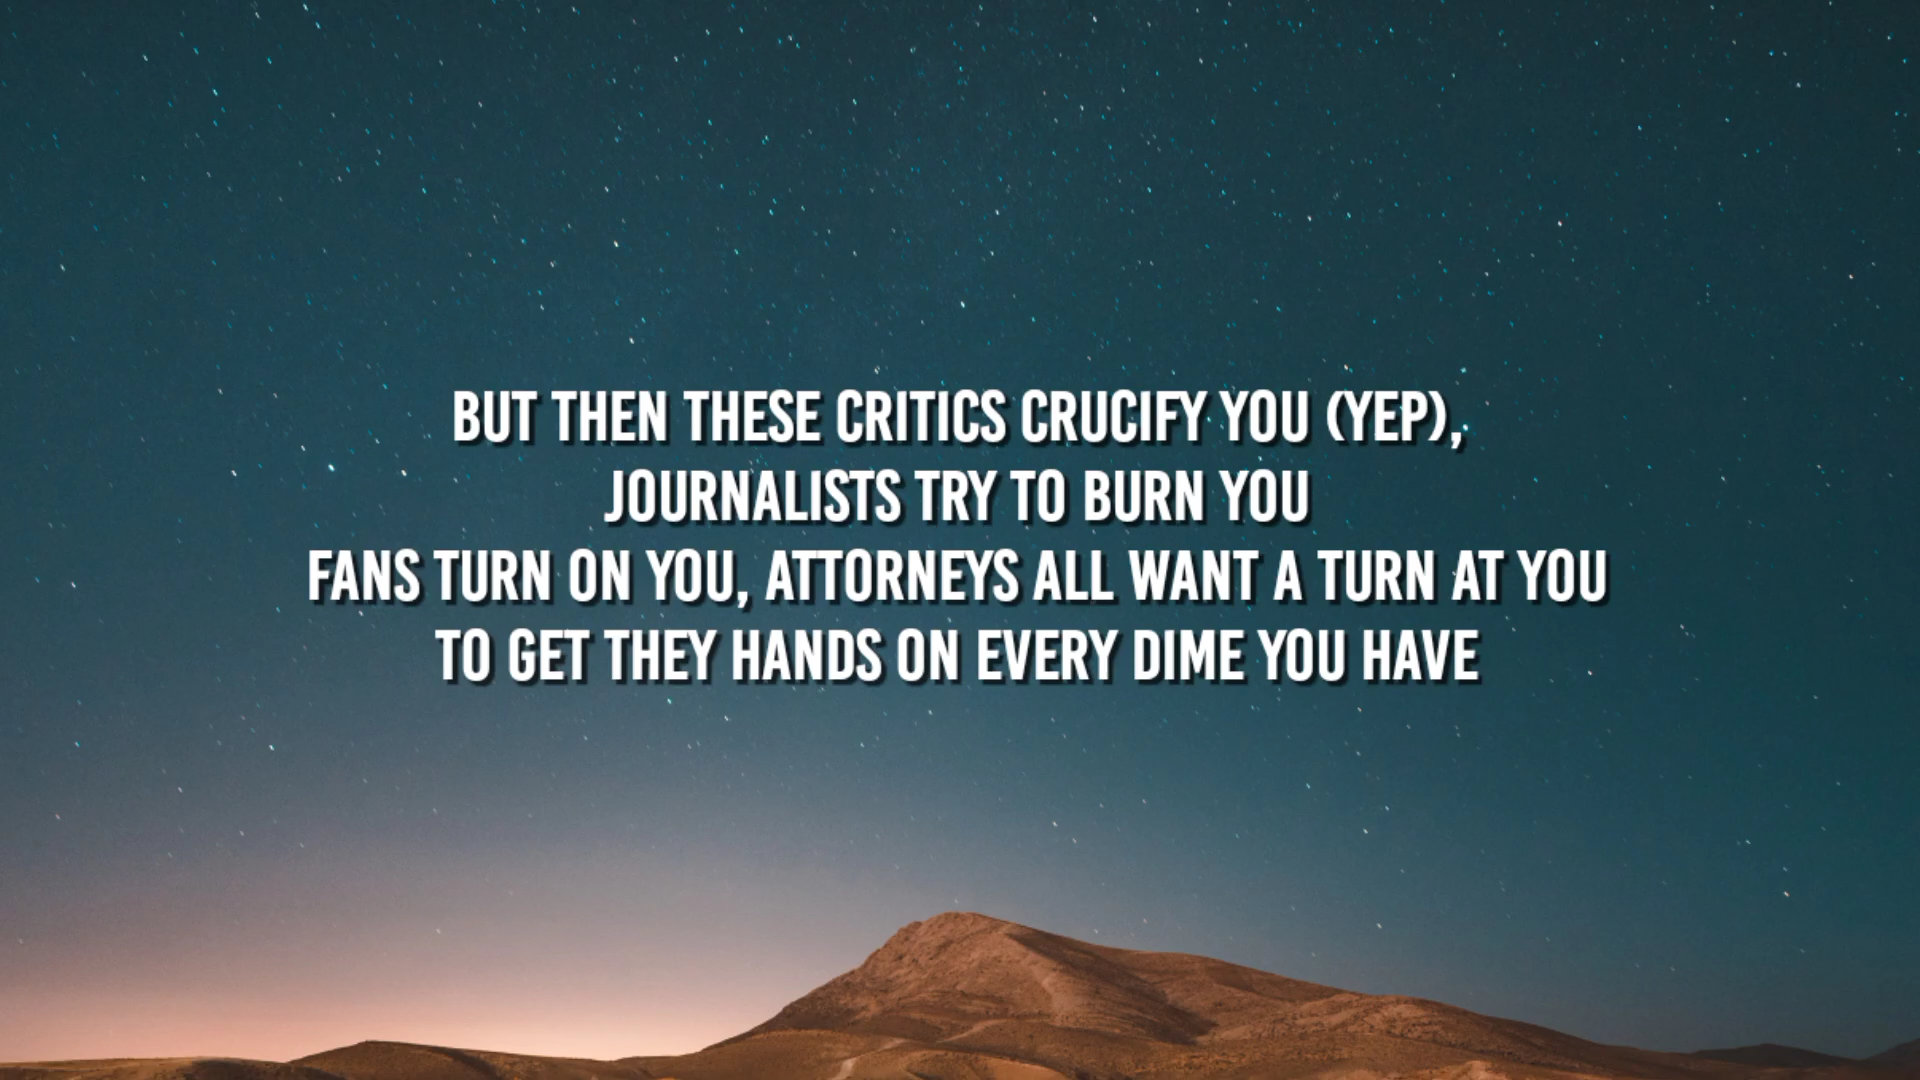 BUT THEN THESE CRITICS CRUCIFY YOU (YEP),
JOURNALISTS TRY TO BURN YOU
FANS TURN ON YOU, ATTORNEYS ALL WANT A TURN AT YOU
TO GET THEY HANDS ON EVERY DIME YOU HAVE